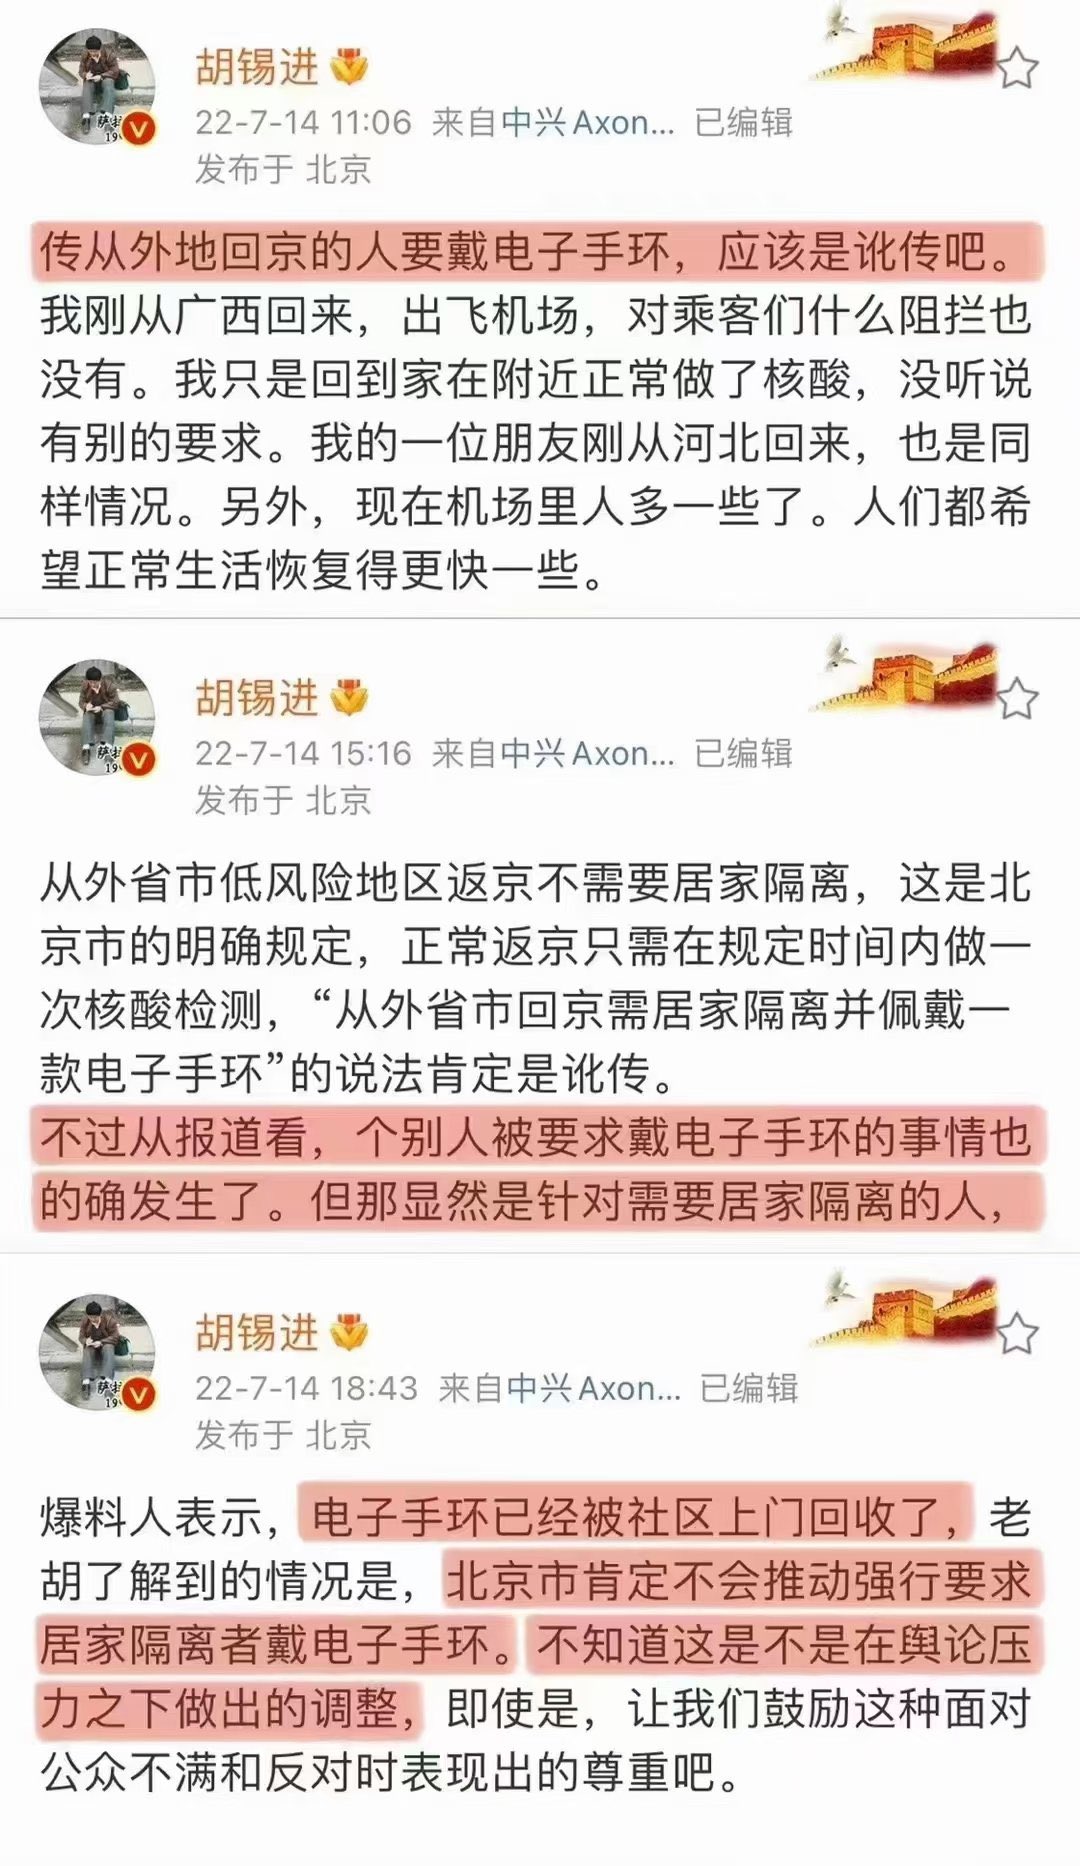 胡锡进
22-7-14 11:06 来自中兴Axon... 已编辑
发布于 北京
传从外地回京的人要戴电子手环，应该是讹传吧。
我刚从广西回来，出飞机场，对乘客们什么阻拦也
没有。我只是回到家在附近正常做了核酸，没听说
有别的要求。我的一位朋友刚从河北回来，也是同
样情况。另外，现在机场里人多一些了。人们都希
望正常生活恢复得更快一些。
胡锡进
22-7-14 15:16 来自中兴Axon... 已编辑
发布于 北京
从外省市低风险地区返京不需要居家隔离，这是北
京市的明确规定，正常返京只需在规定时间内做一
次核酸检测，“从外省市回京需居家隔离并佩戴一
款电子手环”的说法肯定是讹传。
不过从报道看，个别人被要求戴电子手环的事情也
的确发生了。但那显然是针对需要居家隔离的人，
胡锡进
22-7-14 18:43 来自中兴Axon... 已编辑
发布于 北京
爆料人表示，电子手环已经被社区上门回收了，老
胡了解到的情况是，北京市肯定不会推动强行要求
居家隔离者戴电子手环。不知道这是不是在舆论压
力之下做出的调整，即使是，让我们鼓励这种面对
公众不满和反对时表现出的尊重吧。